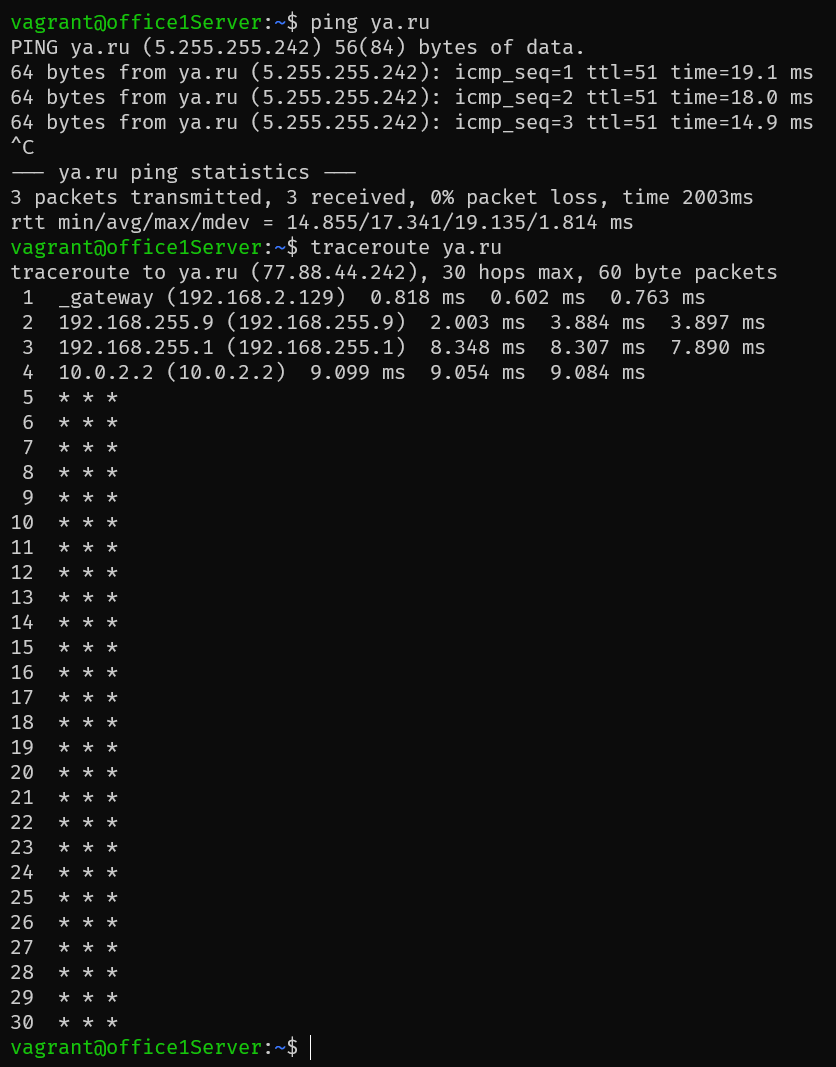 vagrant@office1Server:~$ ping ya.ru
PING ya.ru (5.255.255.242) 56(84) bytes of data.
64 bytes from ya.ru (5.255.255.242): icmp_seq=1 ttl=51 time=19.1 ms
64 bytes from ya.ru (5.255.255.242): icmp_seq=2 ttl=51 time=18.0 ms
64 bytes from ya.ru (5.255.255.242): icmp_seq=3 ttl=51 time=14.9 ms
^C
--- ya.ru ping statistics ---
3 packets transmitted, 3 received, 0% packet loss, time 2003ms
rtt min/avg/max/mdev = 14.855/17.341/19.135/1.814 ms
vagrant@office1Server:~$ traceroute ya.ru
traceroute to ya.ru (77.88.44.242), 30 hops max, 60 byte packets
 1  _gateway (192.168.2.129)  0.818 ms  0.602 ms  0.763 ms
 2  192.168.255.9 (192.168.255.9)  2.003 ms  3.884 ms  3.897 ms
 3  192.168.255.1 (192.168.255.1)  8.348 ms  8.307 ms  7.890 ms
 4  10.0.2.2 (10.0.2.2)  9.099 ms  9.054 ms  9.084 ms
 5  * * *
 6  * * *
 7  * * *
 8  * * *
 9  * * *
10  * * *
11  * * *
12  * * *
13  * * *
14  * * *
15  * * *
16  * * *
17  * * *
18  * * *
19  * * *
20  * * *
21  * * *
22  * * *
23  * * *
24  * * *
25  * * *
26  * * *
27  * * *
28  * * *
29  * * *
30  * * *
vagrant@office1Server:~$